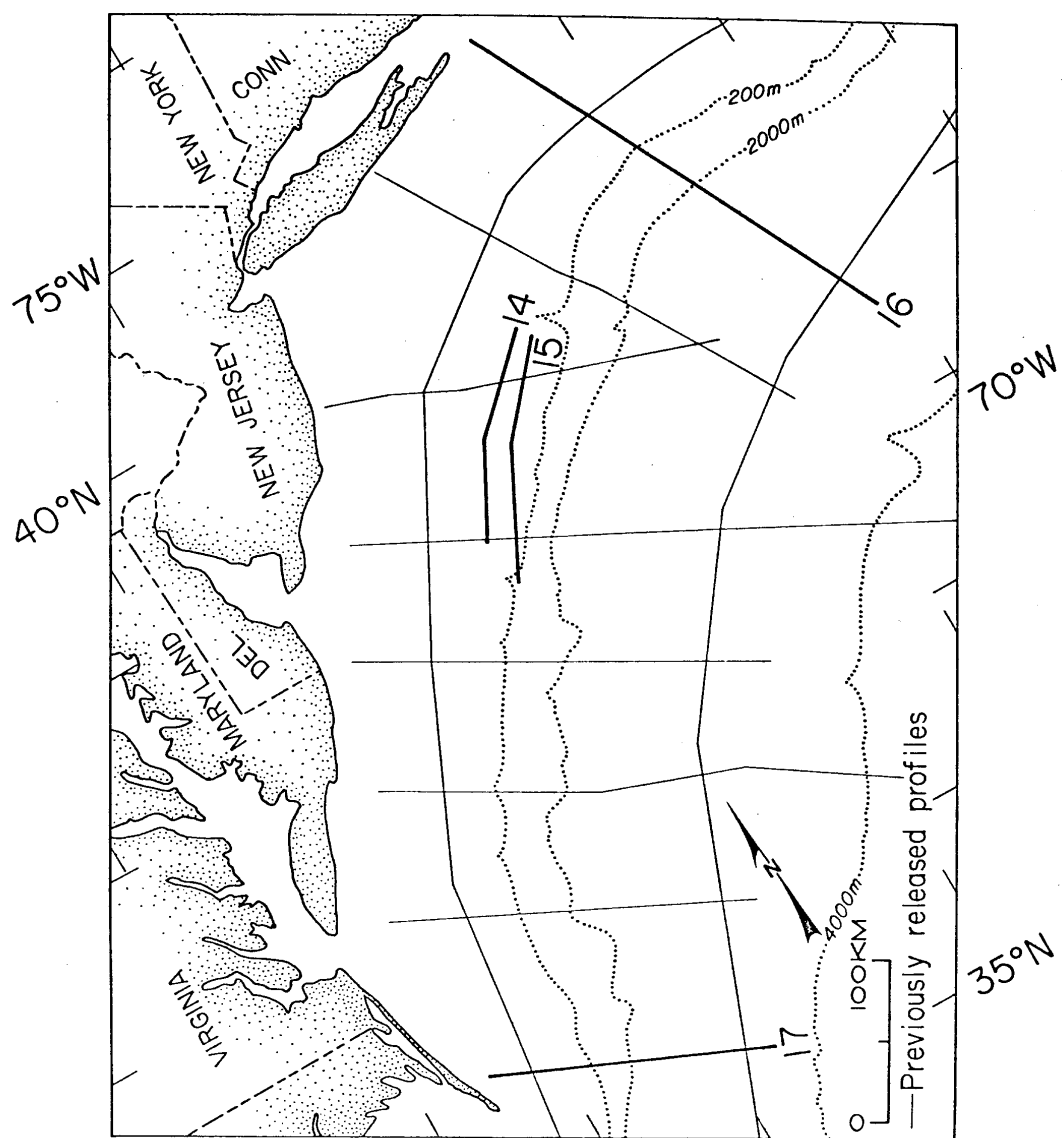 NEW YORK
CONN.
200m
2000m
75°W
14
15
16
NEW JERSEY
70°W
40°N
MARYLAND
DEL
N
4000m
35°N
VIRGINIA
17
0 100KM
—Previously released profiles